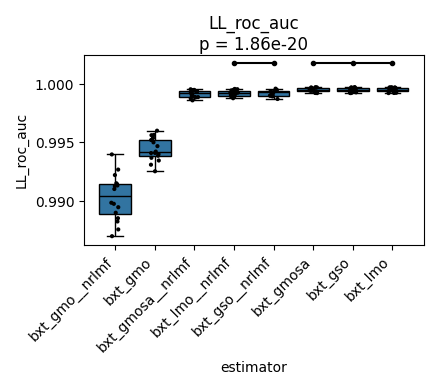 LL_roc_auc
p = 1.86e-20
1.000
0.995
0.990
LL_roc_auc
bxt_gmo__nrlmf
bxt_gmo
bxt_gmosa__nrlmf
bxt_lmo__nrlmf
bxt_gso__nrlmf
bxt_gmosa
bxt_gso
bxt_lmo
estimator